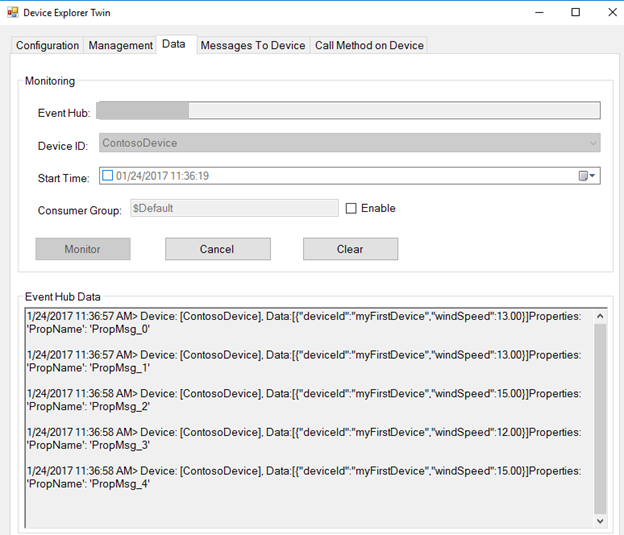 Device Explorer Twin
Configuration Management Data Messages To Device Call Method on Device
Monitoring
Event Hub:
Device ID: ContosoDevice
Start Time: 01/24/2017 11:36:19
Consumer Group: $Default Enable
Monitor Cancel Clear
Event Hub Data
1/24/2017 11:36:57 AM> Device: [ContosoDevice], Data:[{"deviceId":"myFirstDevice","windSpeed":13.00}]Properties:
'PropName': 'PropMsg_0'
1/24/2017 11:36:57 AM> Device: [ContosoDevice], Data:[{"deviceId":"myFirstDevice","windSpeed":13.00}]Properties:
'PropName': 'PropMsg_1'
1/24/2017 11:36:58 AM> Device: [ContosoDevice], Data:[{"deviceId":"myFirstDevice","windSpeed":15.00}]Properties:
'PropName': 'PropMsg_2'
1/24/2017 11:36:58 AM> Device: [ContosoDevice], Data:[{"deviceId":"myFirstDevice","windSpeed":12.00}]Properties:
'PropName': 'PropMsg_3'
1/24/2017 11:36:58 AM> Device: [ContosoDevice], Data:[{"deviceId":"myFirstDevice","windSpeed":15.00}]Properties:
'PropName': 'PropMsg_4'